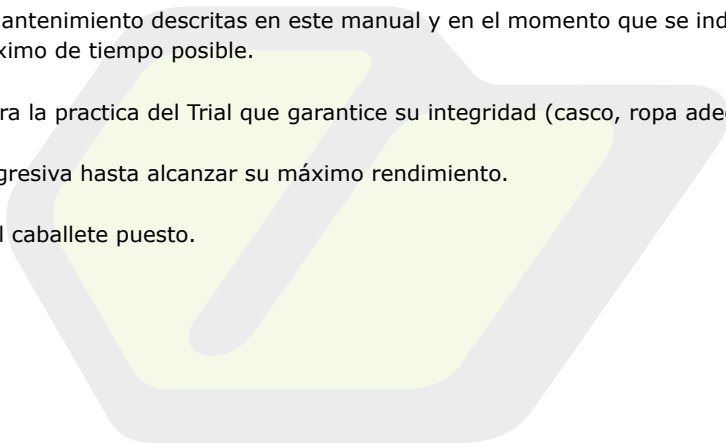 antenimiento descritas en este manual y en el momento que se ind
ximo de tiempo posible.
ra la practica del Trial que garantice su integridad (casco, ropa ade
gresiva hasta alcanzar su máximo rendimiento.
l caballete puesto.